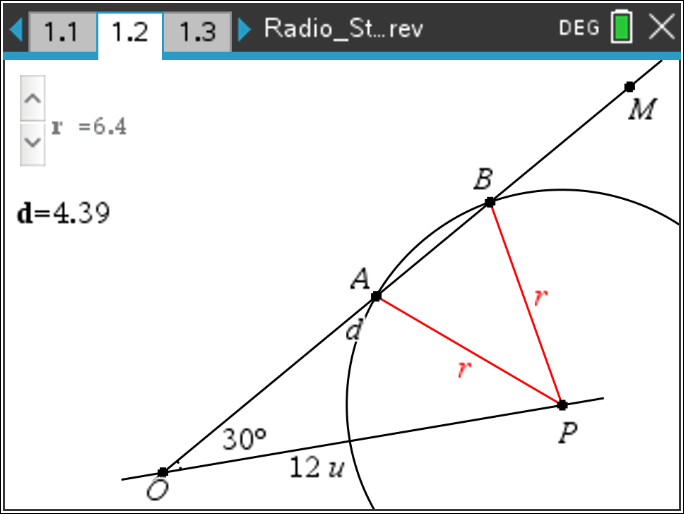 1.1 1.2 1.3 Radio_St…rev DEG
r =6.4
M
d=4.39
B
A
r
d
r
30°
P
12 u
O